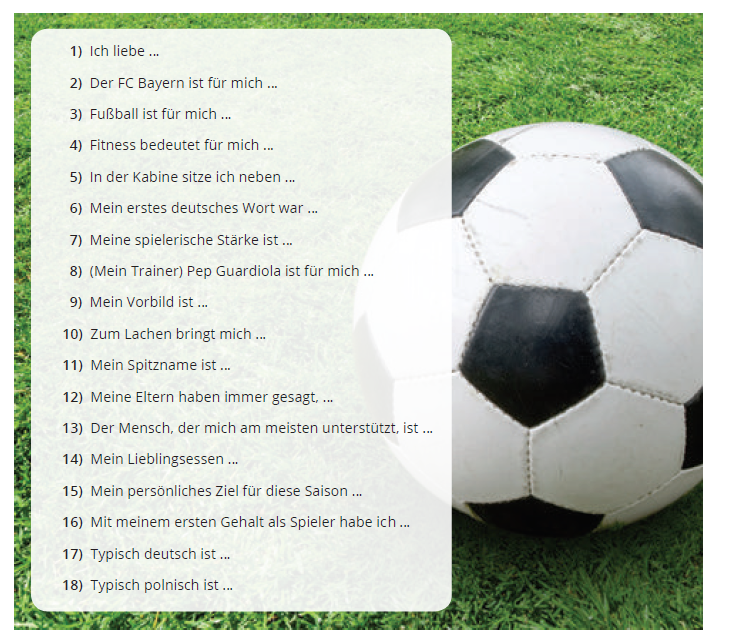 1) Ich liebe ...
2) Der FC Bayern ist für mich ...
3) Fußball ist für mich ...
4) Fitness bedeutet für mich ...
5) In der Kabine sitze ich neben ...
6) Mein erstes deutsches Wort war ...
7) Meine spielerische Stärke ist ...
8) (Mein Trainer) Pep Guardiola ist für mich ...
9) Mein Vorbild ist ...
10) Zum Lachen bringt mich ...
11) Mein Spitzname ist ...
12) Meine Eltern haben immer gesagt, ...
13) Der Mensch, der mich am meisten unterstützt, ist ...
14) Mein Lieblingsessen ...
15) Mein persönliches Ziel für diese Saison ...
16) Mit meinem ersten Gehalt als Spieler habe ich ...
17) Typisch deutsch ist ...
18) Typisch polnisch ist ...